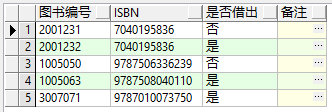 图书编号 ISBN 是否借出 备注
1 2001231 7040195836 否 ...
2 2001232 7040195836 是 ...
3 1005050 9787506336239 否 ...
4 1005063 9787508040110 是 ...
5 3007071 9787010073750 是 ...